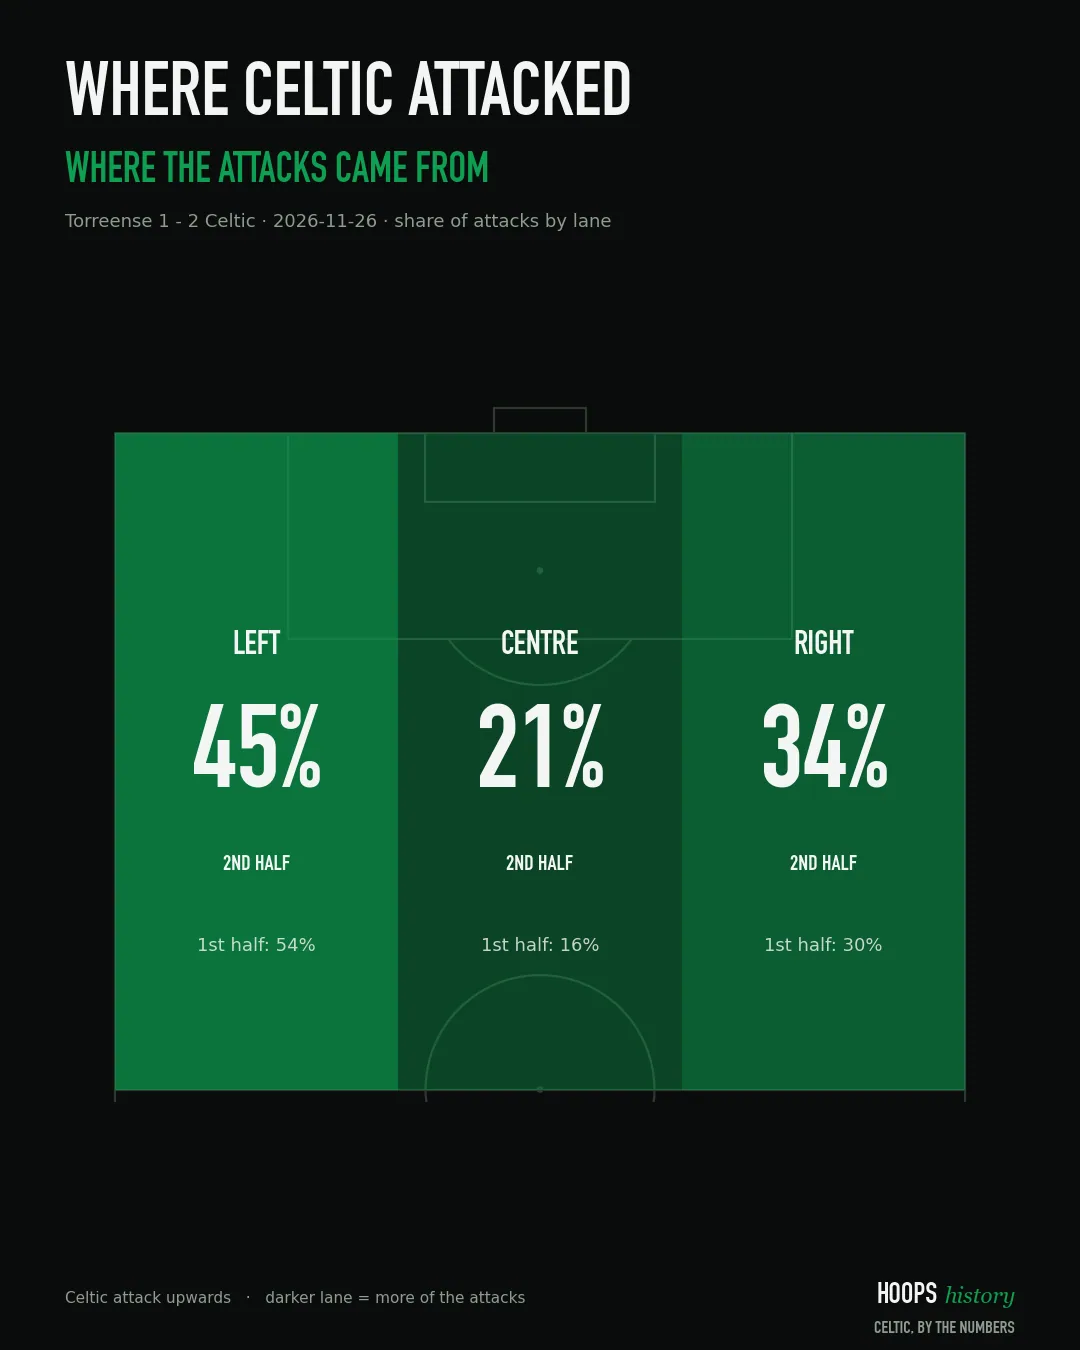 WHERE CELTIC ATTACKED
WHERE THE ATTACKS CAME FROM
Torreense 1 - 2 Celtic · 2026-11-26 · share of attacks by lane
LEFT
45%
2ND HALF
1st half: 54%
CENTRE
21%
2ND HALF
1st half: 16%
RIGHT
34%
2ND HALF
1st half: 30%
Celtic attack upwards · darker lane = more of the attacks
HOOPS history
CELTIC, BY THE NUMBERS